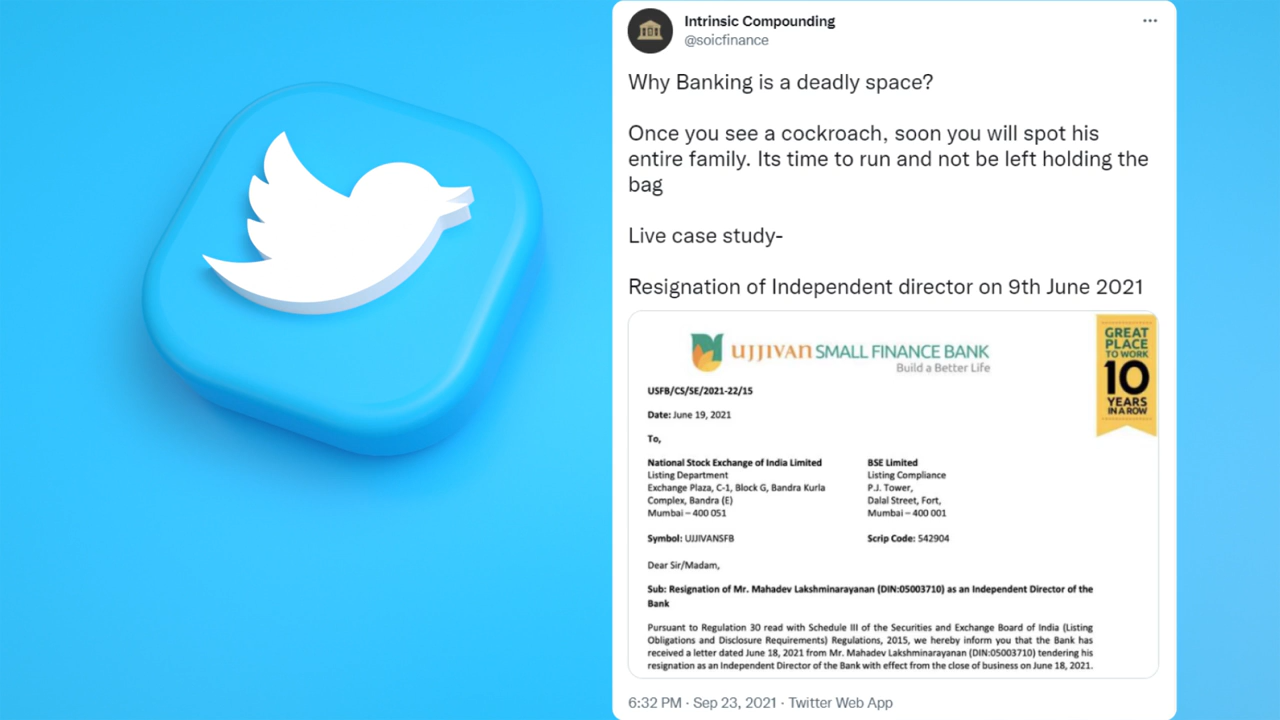 Intrinsic Compounding
@soicfinance
Why Banking is a deadly space?
Once you see a cockroach, soon you will spot his
entire family. Its time to run and not be left holding the
bag
Live case study-
Resignation of Independent director on 9th June 2021
UJJIVAN SMALL FINANCE BANK
Build a Better Life
GREAT
PLACE
TO WORK
10
YEARS
IN A ROW
USFB/CS/SE/2021-22/15
Date: June 19, 2021
To,
National Stock Exchange of India Limited
Listing Department
Exchange Plaza, C-1, Block G, Bandra Kurla
Complex, Bandra (E)
Mumbai – 400 051
Symbol: UJJIVANSFB
BSE Limited
Listing Compliance
P.J. Tower,
Dalal Street, Fort,
Mumbai – 400 001
Scrip Code: 542904
Dear Sir/Madam,
Sub: Resignation of Mr. Mahadev Lakshminarayanan (DIN:05003710) as an Independent Director of the
Bank
Pursuant to Regulation 30 read with Schedule III of the Securities and Exchange Board of India (Listing
Obligations and Disclosure Requirements) Regulations, 2015, we hereby inform you that the Bank has
received a letter dated June 18, 2021 from Mr. Mahadev Lakshminarayanan (DIN:05003710) tendering his
resignation as an Independent Director of the Bank with effect from the close of business on June 18, 2021.
6:32 PM · Sep 23, 2021 · Twitter Web App